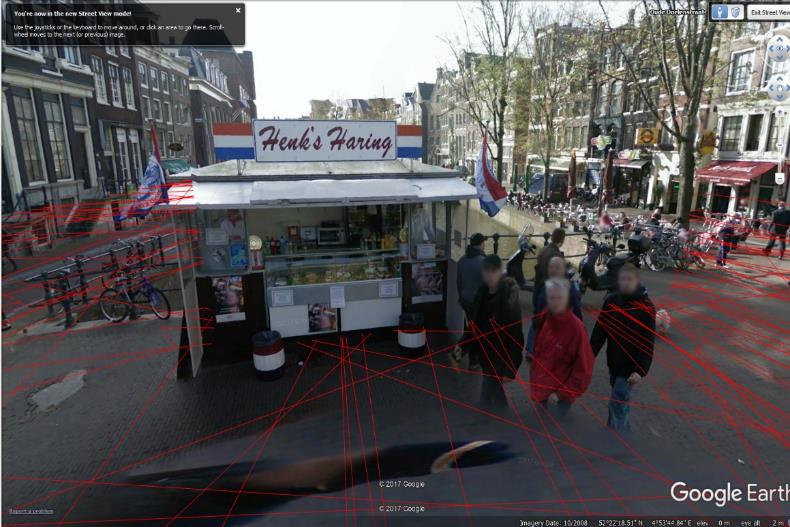 You're now in the new Street View mode!
Use the joysticks or the keyboard to move around, or click an area to go there. Scroll-
wheel moves to the next (or previous) image.
Oude Doelenstraat
Exit Street View
Henk's Haring
© 2017 Google
© 2017 Google
Google Earth
Report a problem
Imagery Date: 10/2008 52°22'18.51" N 4°53'44.84" E elev 0 m eye alt 2 m